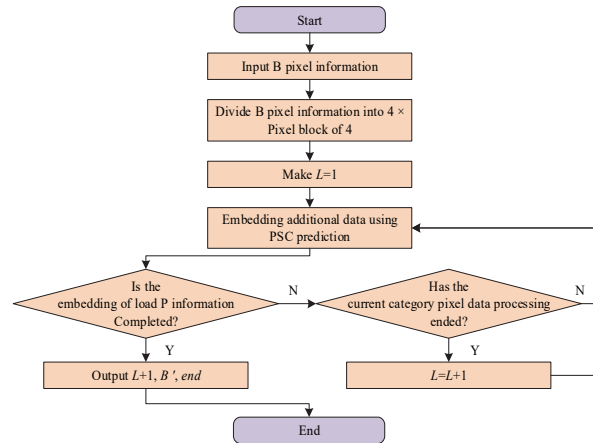 Start
Input B pixel information
Divide B pixel information into 4 ×
Pixel block of 4
Make L=1
Embedding additional data using
PSC prediction
Is the
embedding of load P information
Completed?
N
Has the
current category pixel data processing
ended?
N
Y
Y
Output L+1, B ′, end
L=L+1
End